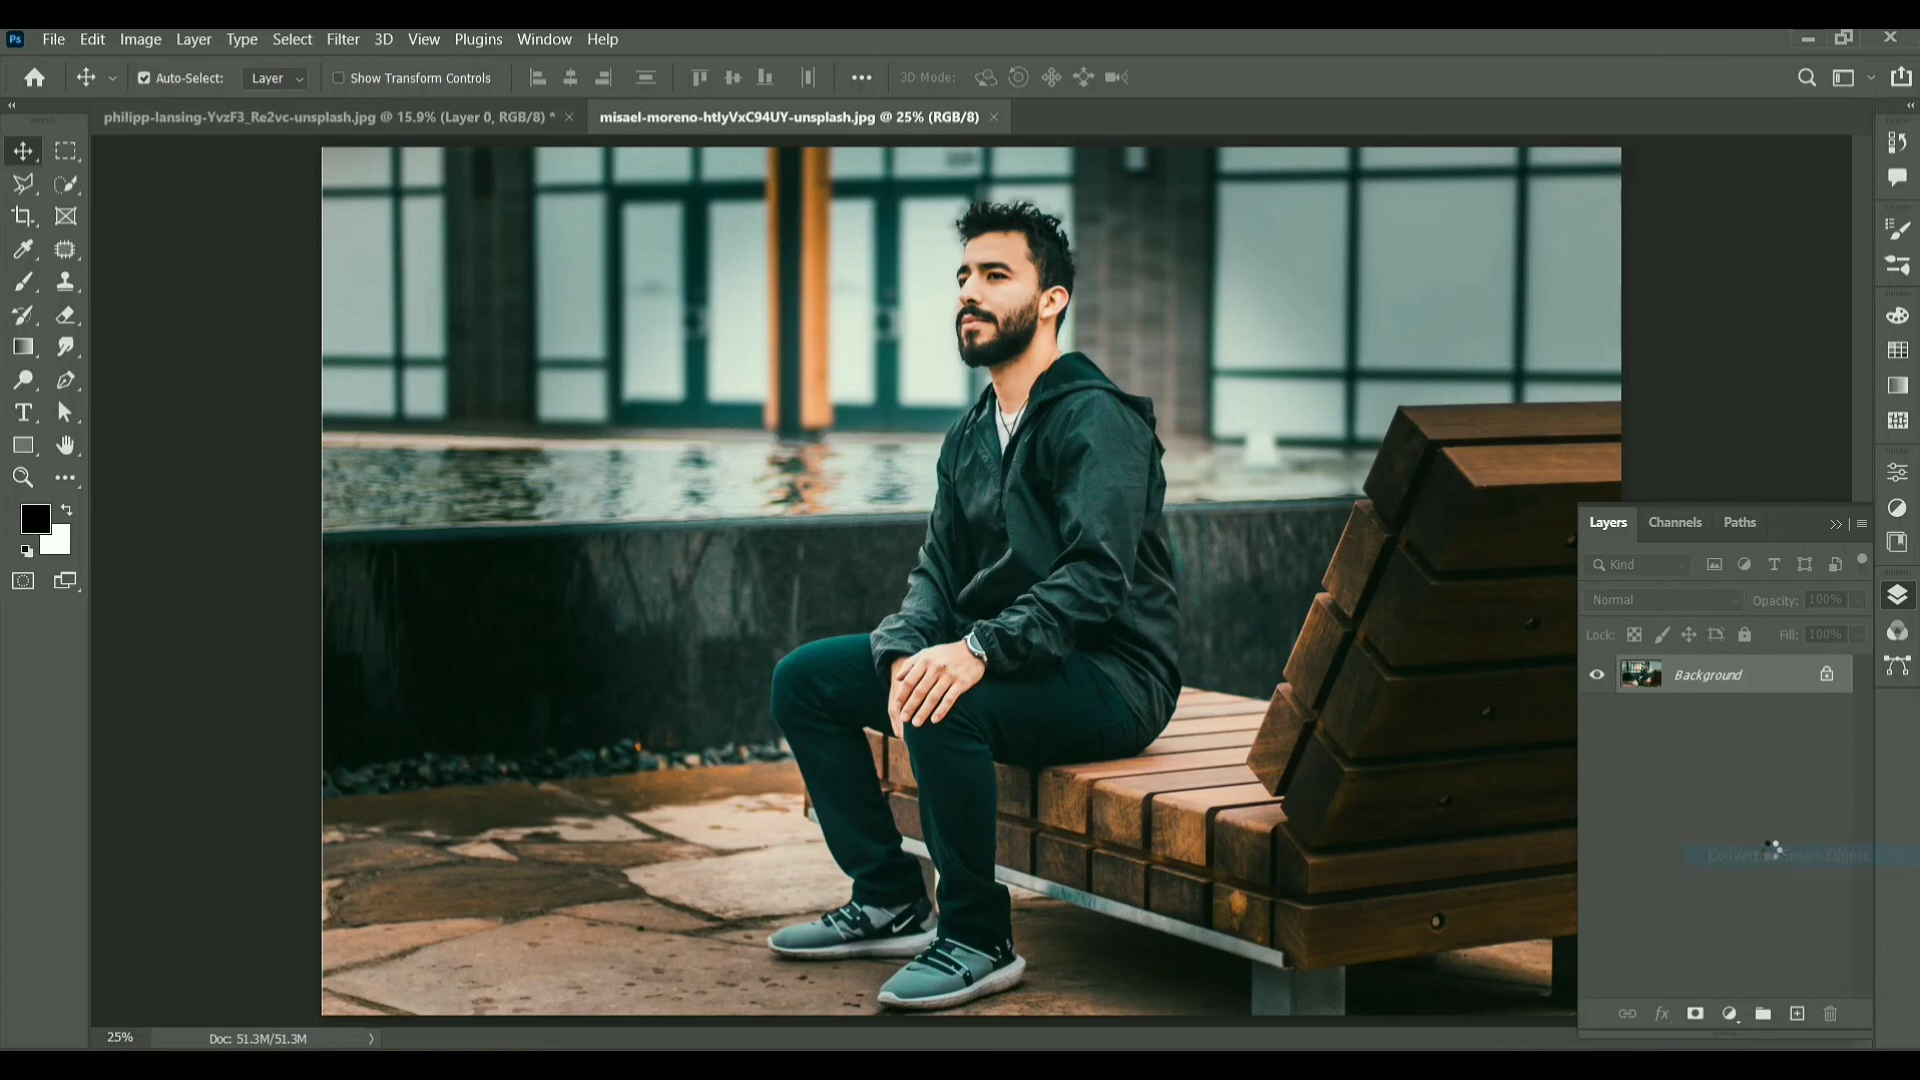 Ps File Edit Image Layer Type Select Filter 3D View Plugins Window Help
Auto-Select: Layer Show Transform Controls 3D Mode:
philipp-lansing-YvzF3_Re2vc-unsplash.jpg @ 15.9% (Layer 0, RGB/8) *
misael-moreno-htlyVxC94UY-unsplash.jpg @ 25% (RGB/8)
Layers Channels Paths
Kind
Normal Opacity: 100%
Lock: Fill: 100%
Background
Convert to Smart Object
fx
25% Doc: 51.3M/51.3M